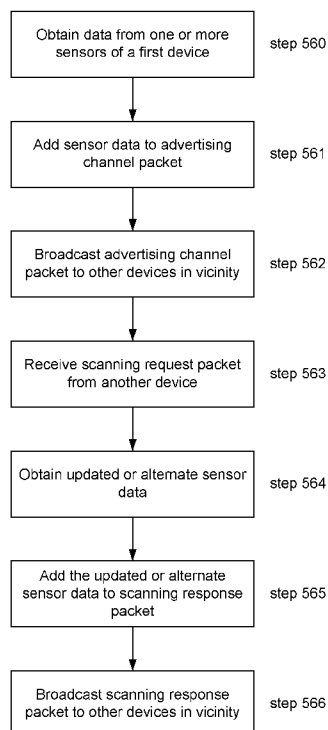 Obtain data from one or more
sensors of a first device
step 560
Add sensor data to advertising
channel packet
step 561
Broadcast advertising channel
packet to other devices in vicinity
step 562
Receive scanning request packet
from another device
step 563
Obtain updated or alternate sensor
data
step 564
Add the updated or alternate
sensor data to scanning response
packet
step 565
Broadcast scanning response
packet to other devices in vicinity
step 566